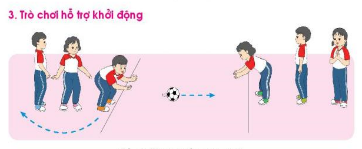 3. Trò chơi hỗ trợ khởi động